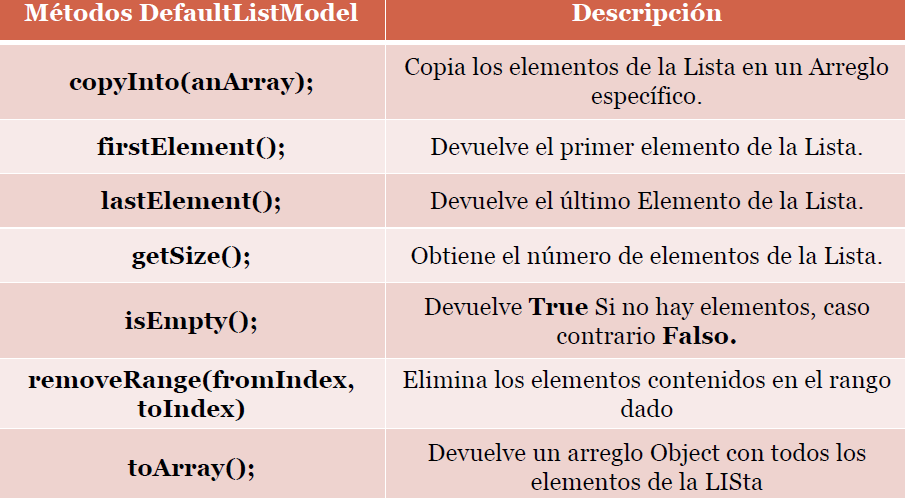 Métodos DefaultListModel
Descripción
copyInto(anArray);
Copia los elementos de la Lista en un Arreglo
específico.
firstElement();
Devuelve el primer elemento de la Lista.
lastElement();
Devuelve el último Elemento de la Lista.
getSize();
Obtiene el número de elementos de la Lista.
isEmpty();
Devuelve True Si no hay elementos, caso
contrario Falso.
removeRange(fromIndex,
toIndex)
Elimina los elementos contenidos en el rango
dado
toArray();
Devuelve un arreglo Object con todos los
elementos de la LISta